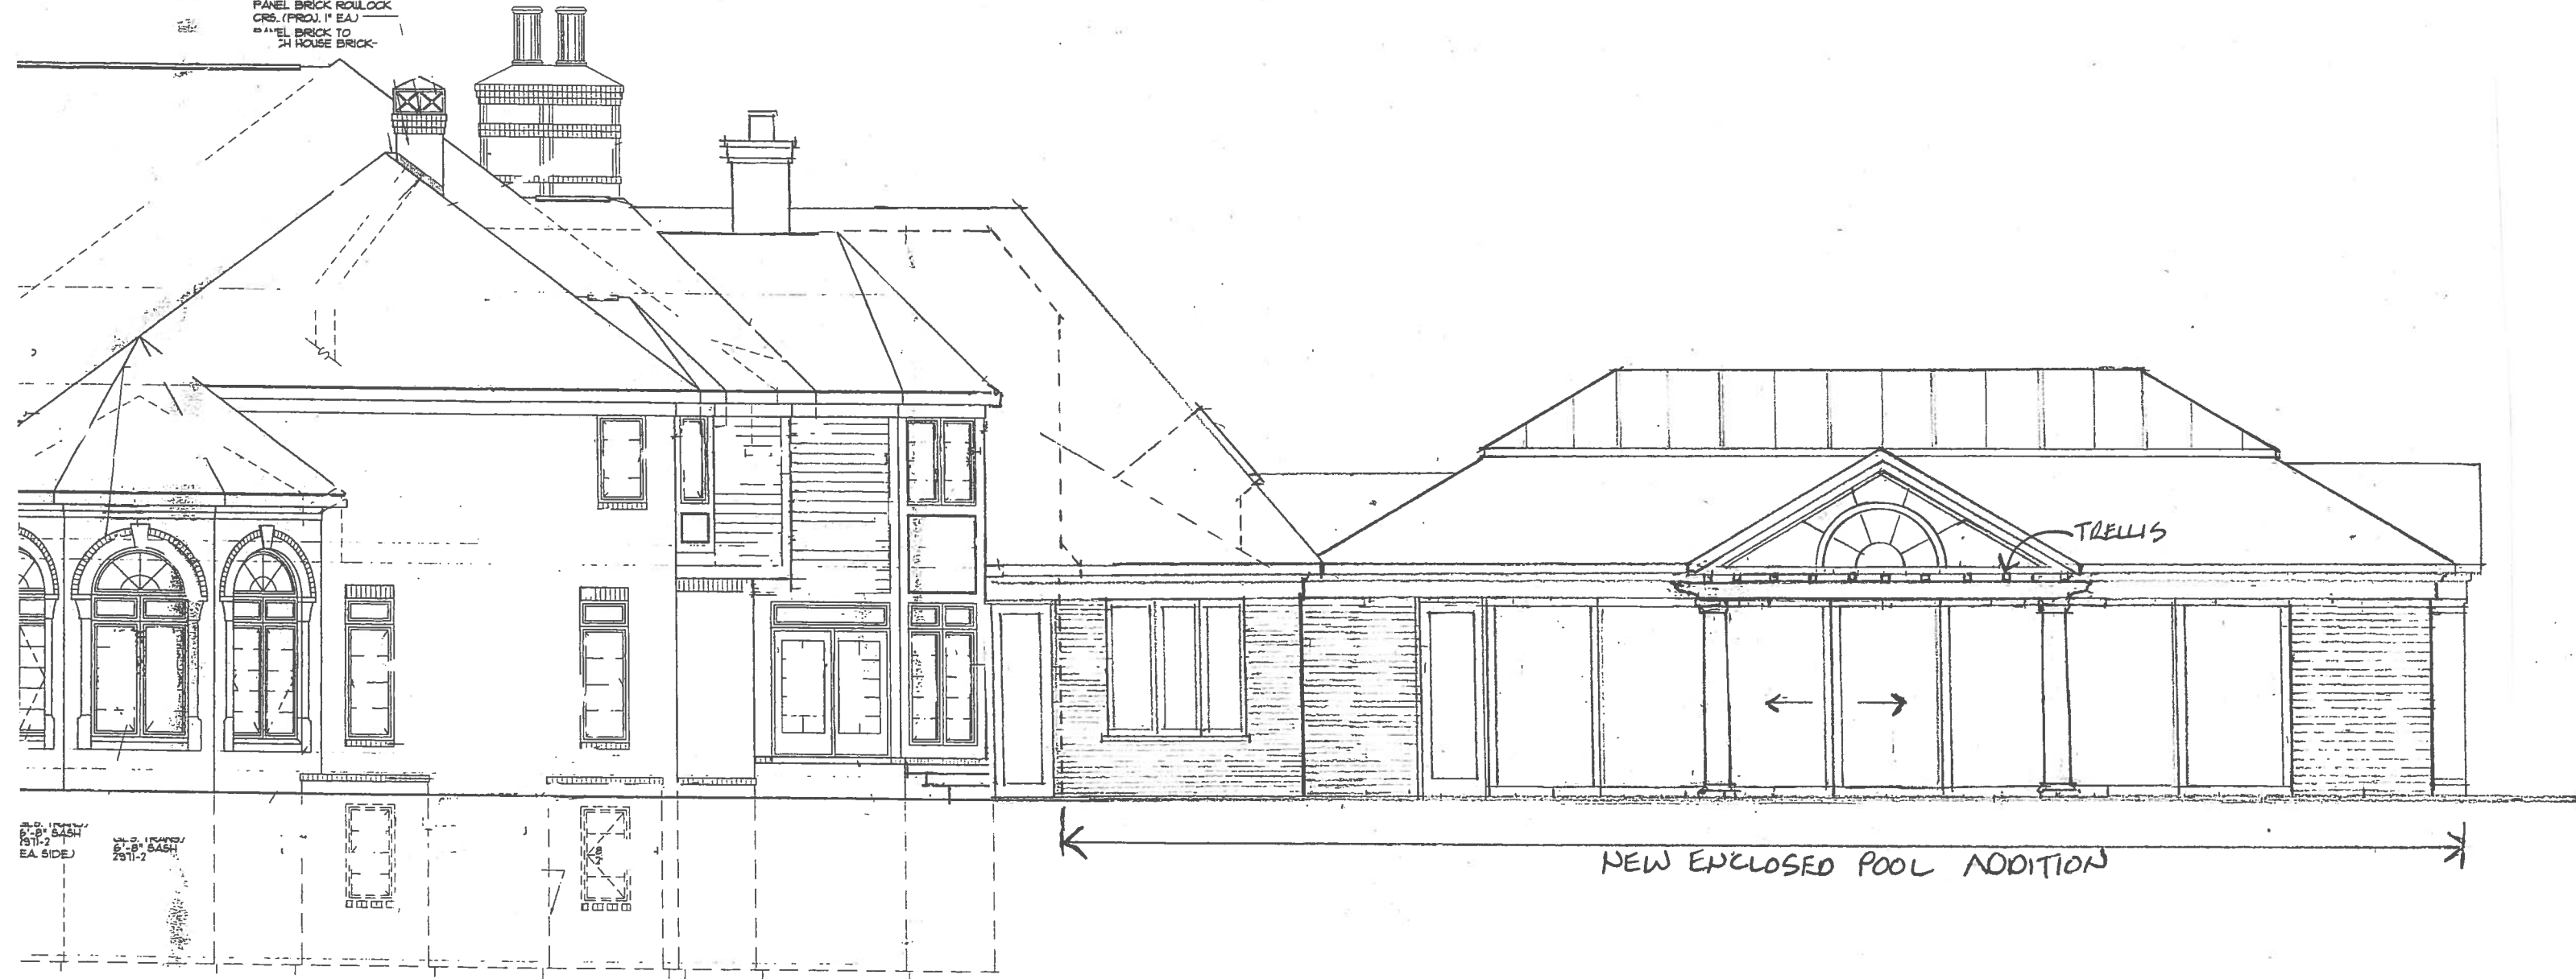 PANEL BRICK ROWLOCK
CRS. (PROJ. 1" EA.)
BRICK TO
HOUSE BRICK
TRELLIS
6'-8" SASH
2971-2
EA. SIDE)
6'-8" SASH
2971-2
NEW ENCLOSED POOL ADDITION